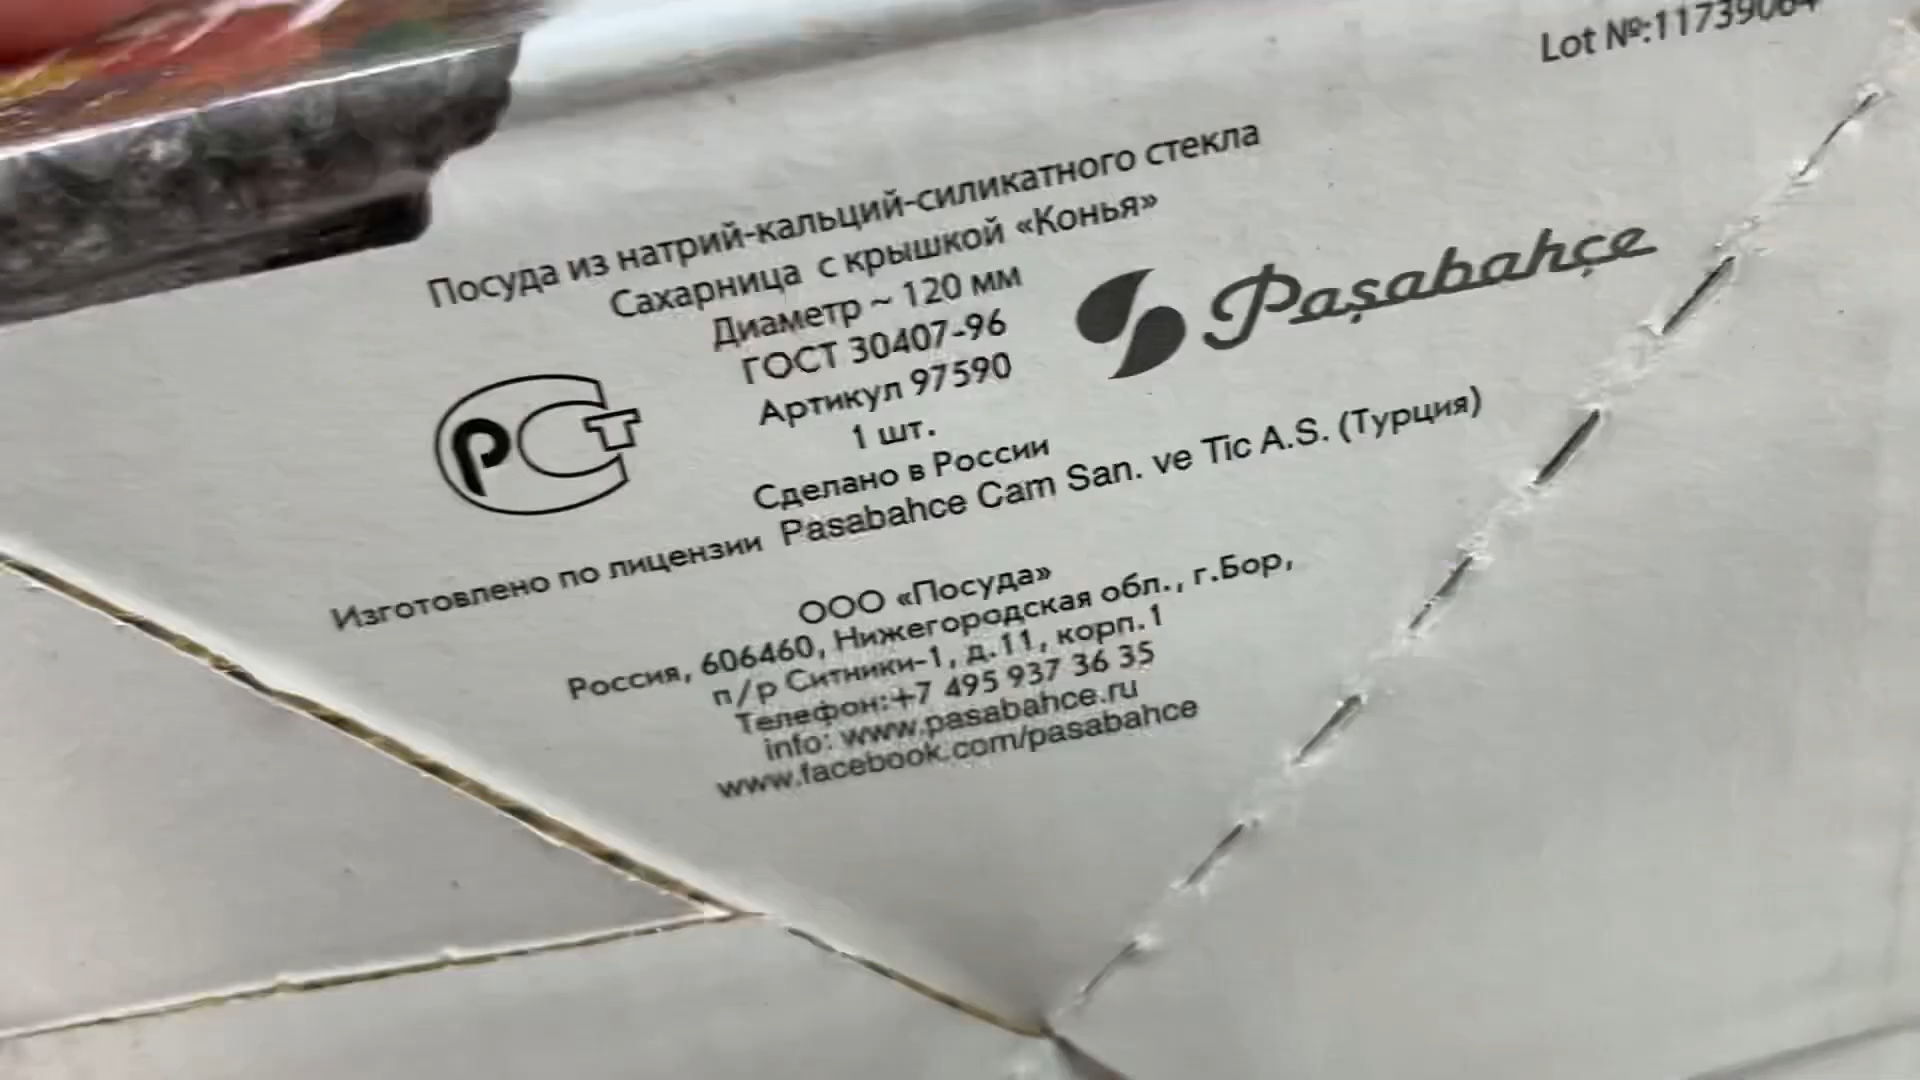 Lot №:11739064
Посуда из натрий-кальций-силикатного стекла
Сахарница с крышкой «Конья»
Диаметр ~ 120 мм
ГОСТ 30407-96
Артикул 97590
1 шт.
Paşabahçe
РСТ
Сделано в России
Изготовлено по лицензии Pasabahce Cam San. ve Tic A.S. (Турция)
ООО «Посуда»
Россия, 606460, Нижегородская обл., г.Бор,
п/р Ситники-1, д.11, корп.1
Телефон:+7 495 937 36 35
info: www.pasabahce.ru
www.facebook.com/pasabahce